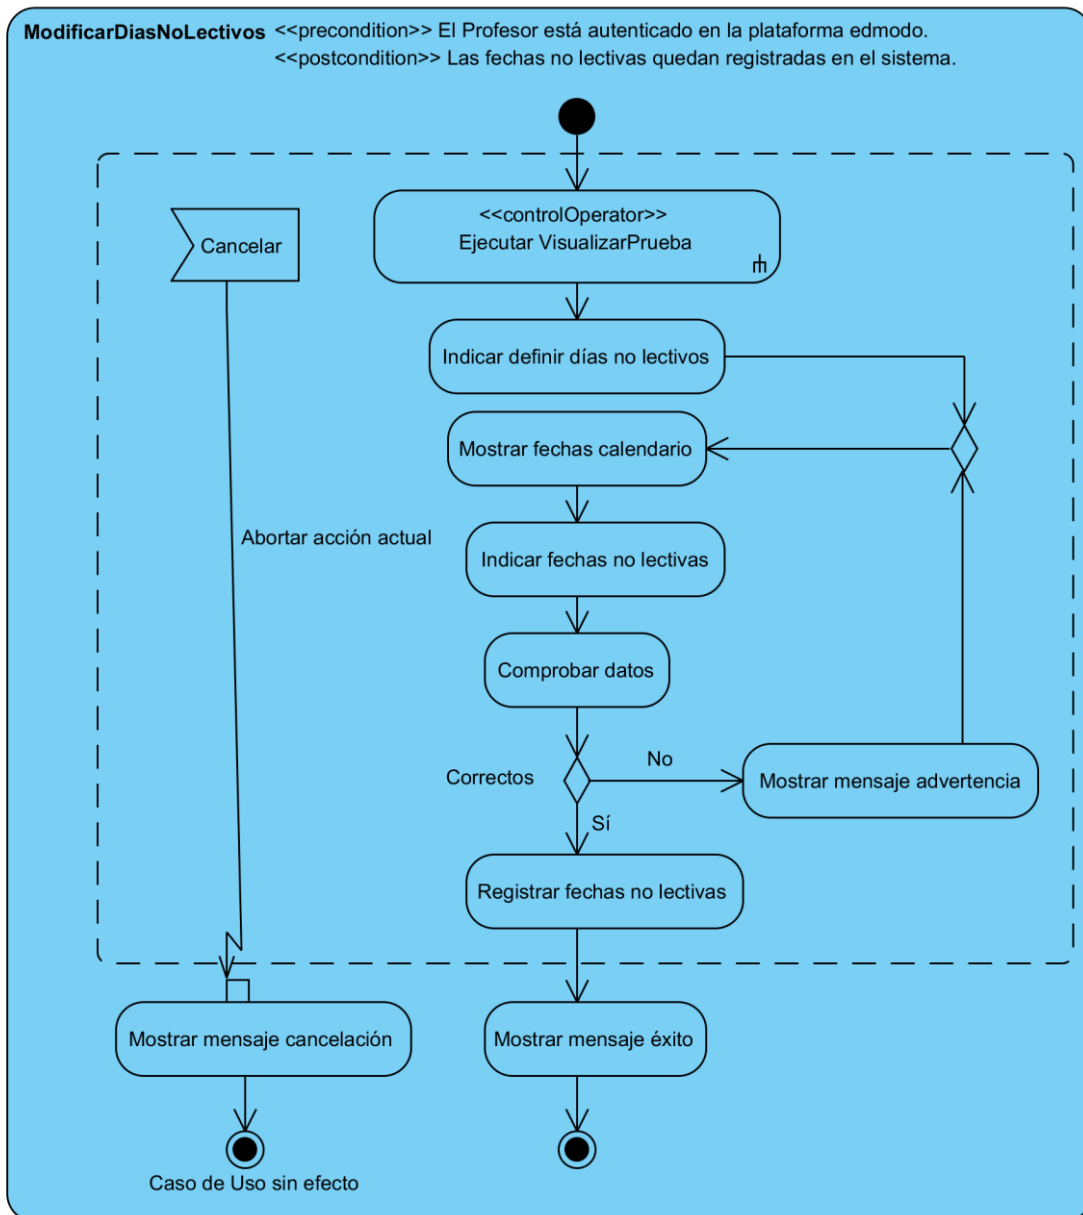 ModificarDiasNoLectivos <<precondition>> El Profesor está autenticado en la plataforma edmodo.
<<postcondition>> Las fechas no lectivas quedan registradas en el sistema.
<<controlOperator>>
Ejecutar VisualizarPrueba
Cancelar
Indicar definir días no lectivos
Mostrar fechas calendario
Abortar acción actual
Indicar fechas no lectivas
Comprobar datos
Correctos
No
Mostrar mensaje advertencia
Sí
Registrar fechas no lectivas
Mostrar mensaje cancelación
Mostrar mensaje éxito
Caso de Uso sin efecto